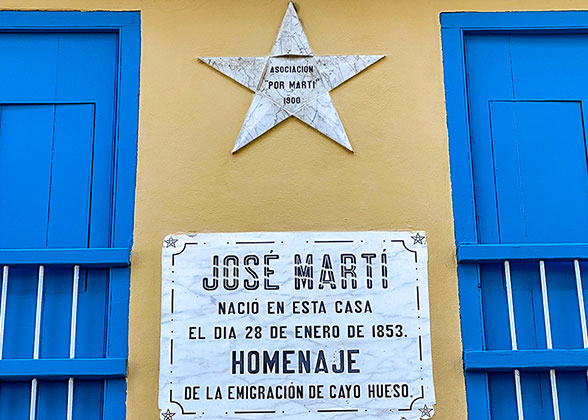 ASOCIACION
"POR MARTI"
1900
JOSÉ MARTÍ
NACIÓ EN ESTA CASA
EL DIA 28 DE ENERO DE 1853.
HOMENAJE
DE LA EMIGRACIÓN DE CAYO HUESO.